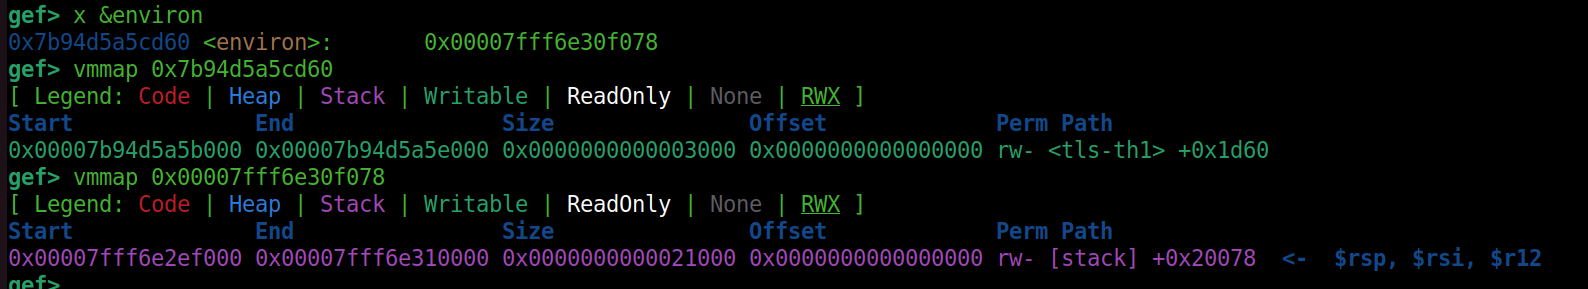 gef> x &environ
0x7b94d5a5cd60 <environ>: 0x00007fff6e30f078
gef> vmmap 0x7b94d5a5cd60
[ Legend: Code | Heap | Stack | Writable | ReadOnly | None | RWX ]
Start End Size Offset Perm Path
0x00007b94d5a5b000 0x00007b94d5a5e000 0x0000000000003000 0x0000000000000000 rw- <tls-th1> +0x1d60
gef> vmmap 0x00007fff6e30f078
[ Legend: Code | Heap | Stack | Writable | ReadOnly | None | RWX ]
Start End Size Offset Perm Path
0x00007fff6e2ef000 0x00007fff6e310000 0x0000000000021000 0x0000000000000000 rw- [stack] +0x20078 <- $rsp, $rsi, $r12
gef>